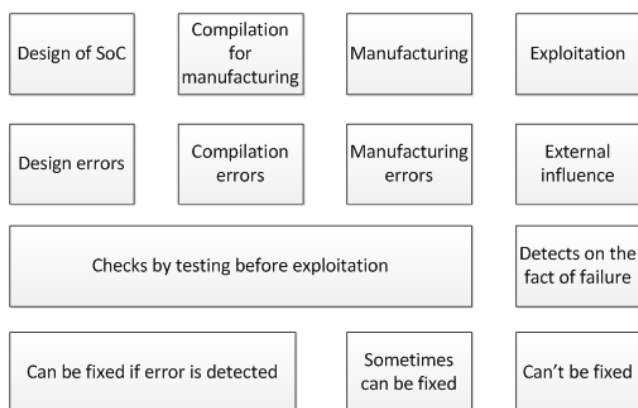 Design of SoC
Compilation
for
manufacturing
Manufacturing
Exploitation
Design errors
Compilation
errors
Manufacturing
errors
External
influence
Checks by testing before exploitation
Detects on the
fact of failure
Can be fixed if error is detected
Sometimes
can be fixed
Can't be fixed